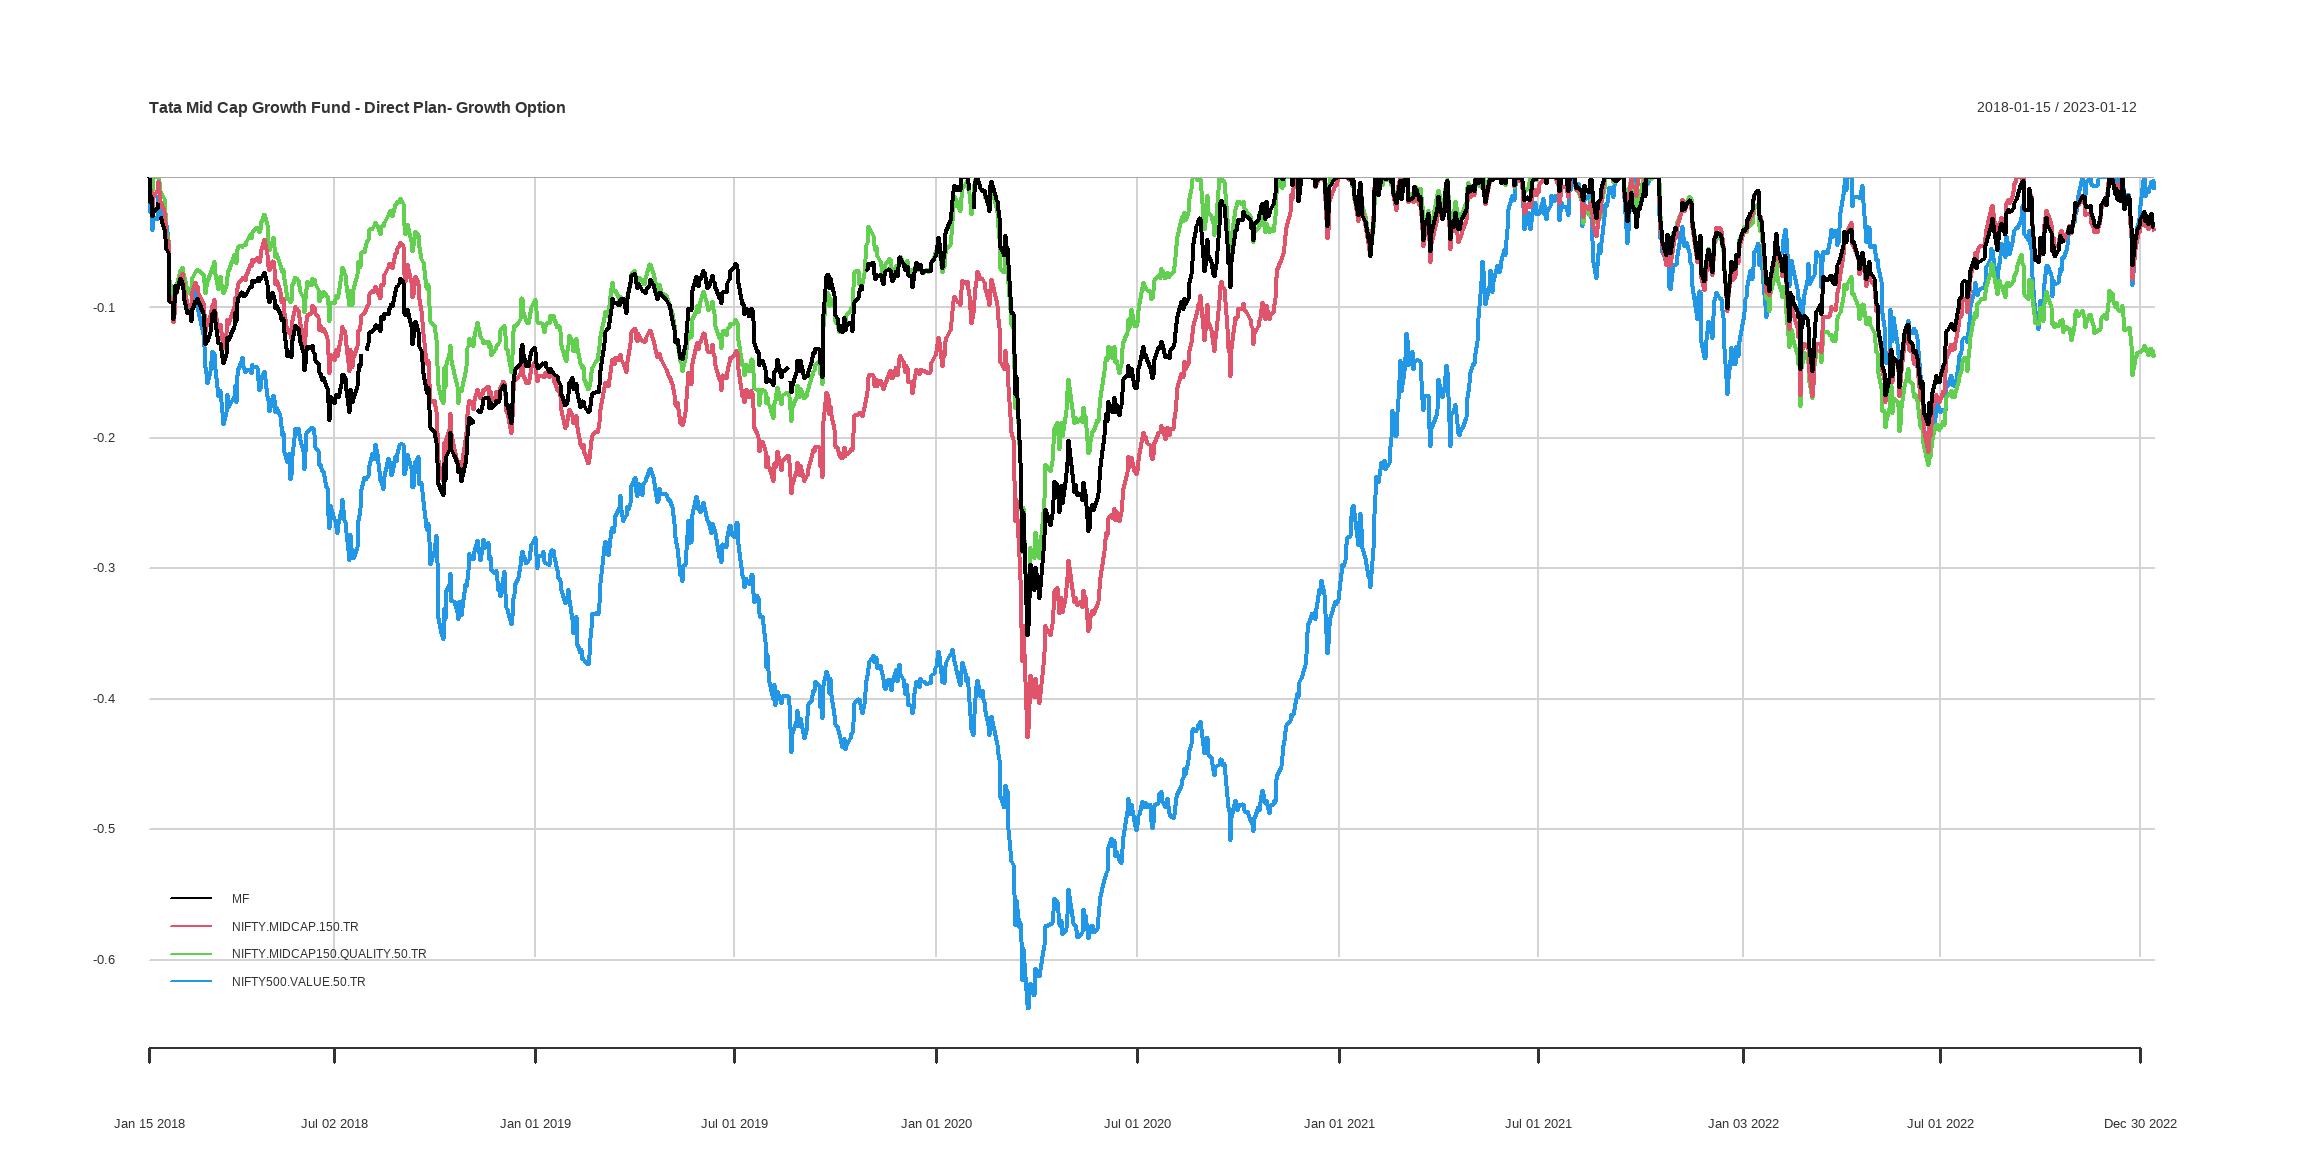 Tata Mid Cap Growth Fund - Direct Plan- Growth Option
2018-01-15 / 2023-01-12
-0.1
-0.2
-0.3
-0.4
-0.5
-0.6
MF
NIFTY.MIDCAP.150.TR
NIFTY.MIDCAP150.QUALITY.50.TR
NIFTY500.VALUE.50.TR
Jan 15 2018
Jul 02 2018
Jan 01 2019
Jul 01 2019
Jan 01 2020
Jul 01 2020
Jan 01 2021
Jul 01 2021
Jan 03 2022
Jul 01 2022
Dec 30 2022